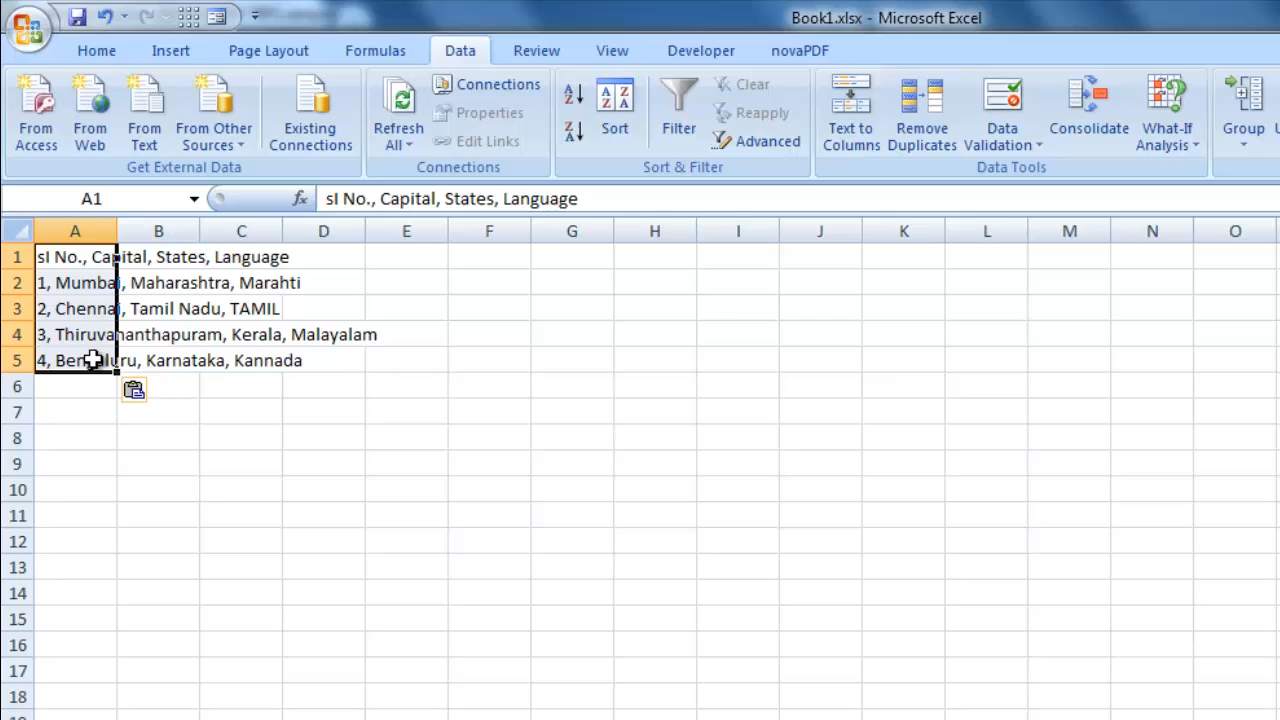 Book1.xlsx - Microsoft Excel
Home Insert Page Layout Formulas Data Review View Developer novaPDF
From Access
From Web
From Text
From Other Sources
Existing Connections
Get External Data
Refresh All
Connections
Properties
Edit Links
Connections
A Z
Z A
A Z
Z A
Sort
Filter
Clear
Reapply
Advanced
Sort & Filter
Text to Columns
Remove Duplicates
Data Validation
Consolidate
What-If Analysis
Data Tools
Group
A1 fx sI No., Capital, States, Language
A B C D E F G H I J K L M N O
1 sI No., Capital, States, Language
2 1, Mumbai, Maharashtra, Marahti
3 2, Chennai, Tamil Nadu, TAMIL
4 3, Thiruvananthapuram, Kerala, Malayalam
5 4, Bengaluru, Karnataka, Kannada
6
7
8
9
10
11
12
13
14
15
16
17
18